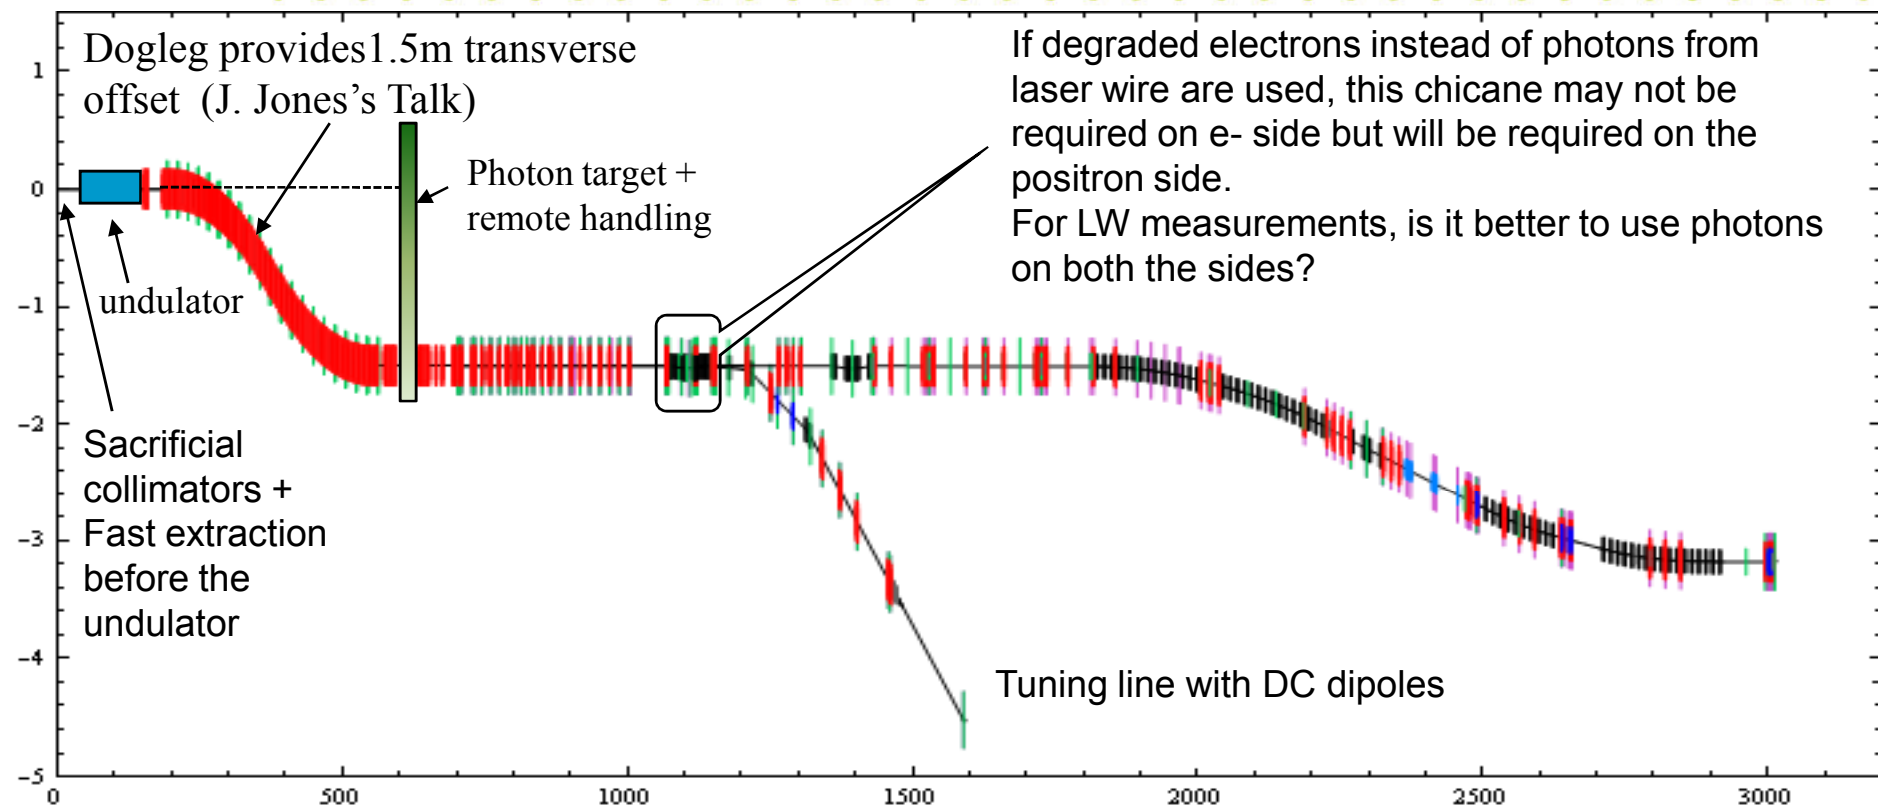 Dogleg provides1.5m transverse
offset (J. Jones's Talk)
If degraded electrons instead of photons from
laser wire are used, this chicane may not be
required on e- side but will be required on the
positron side.
For LW measurements, is it better to use photons
on both the sides?
Photon target +
remote handling
undulator
Sacrificial
collimators +
Fast extraction
before the
undulator
Tuning line with DC dipoles
1
0
-1
-2
-3
-4
-5
0 500 1000 1500 2000 2500 3000